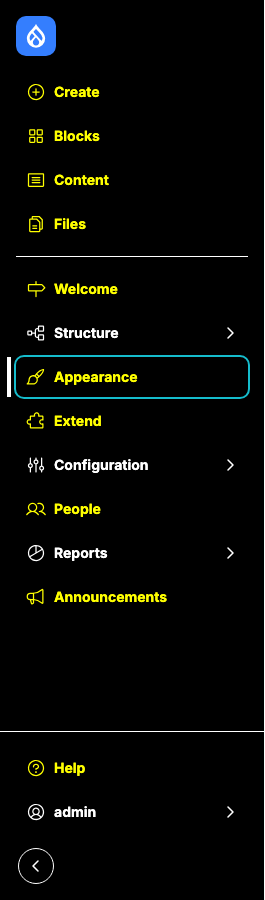 Create
Blocks
Content
Files
Welcome
Structure
Appearance
Extend
Configuration
People
Reports
Announcements
Help
admin